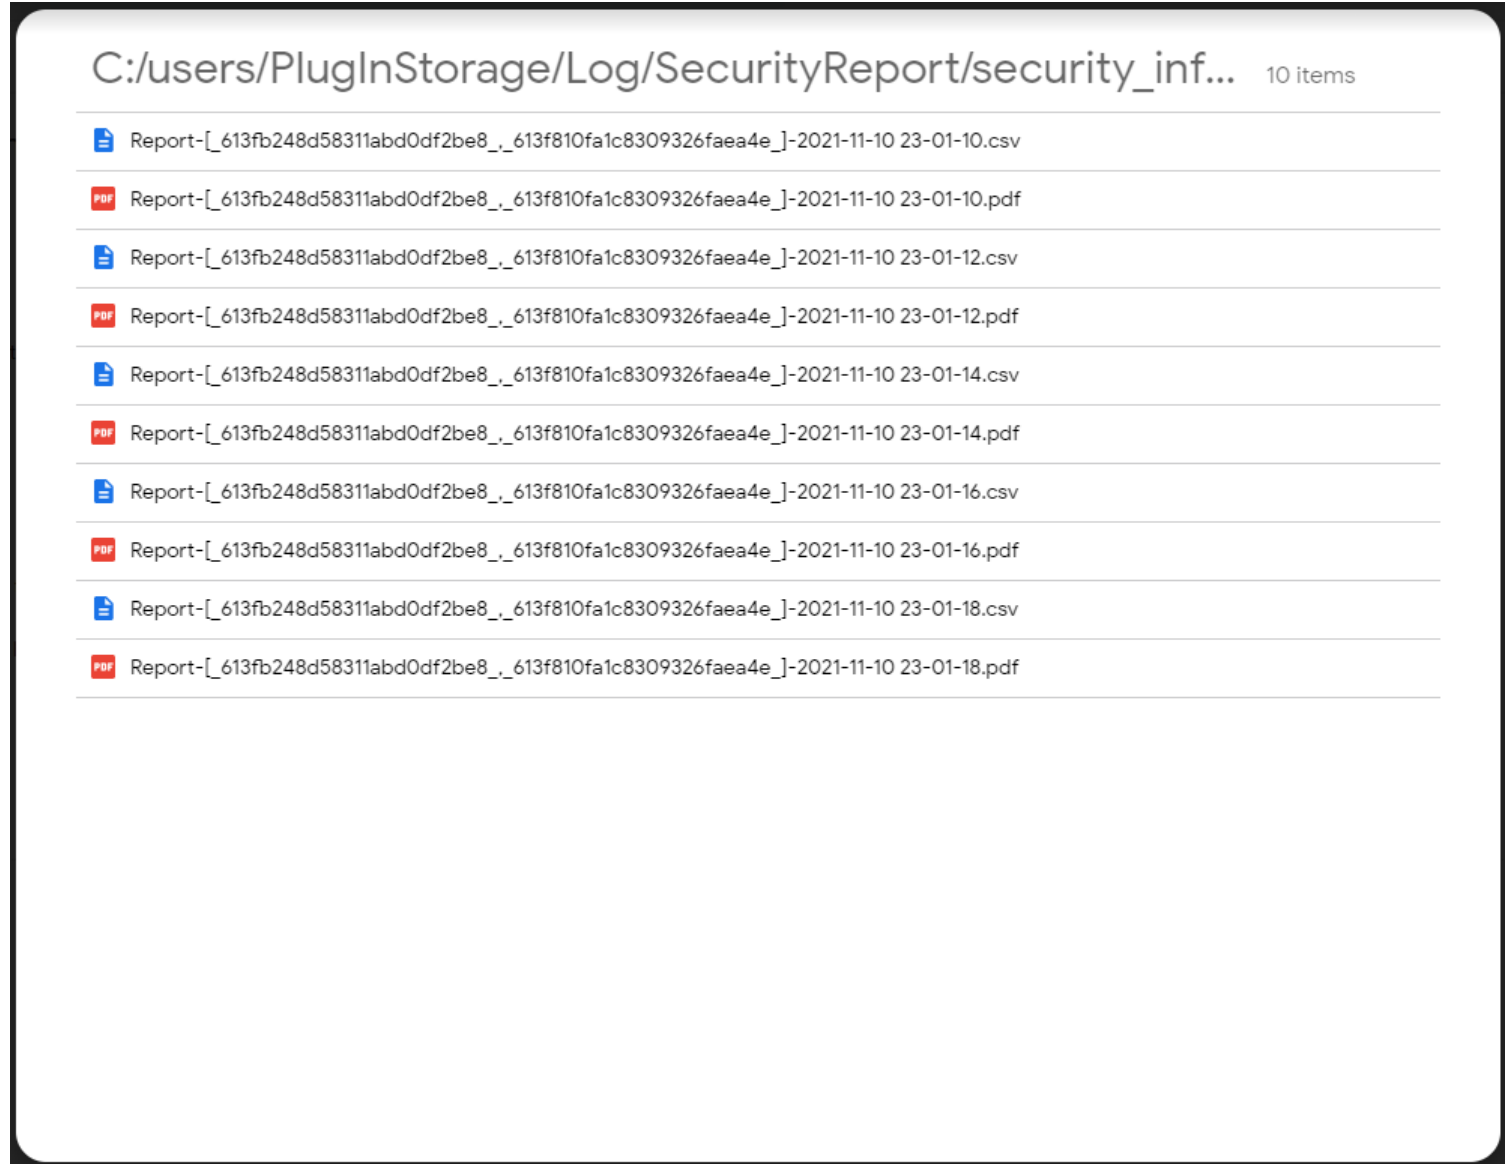 C:/users/PlugInStorage/Log/SecurityReport/security_inf... 10 items
Report-[_613fb248d58311abd0df2be8_,_613f810fa1c8309326faea4e_]-2021-11-10 23-01-10.csv
PDF Report-[_613fb248d58311abd0df2be8_,_613f810fa1c8309326faea4e_]-2021-11-10 23-01-10.pdf
Report-[_613fb248d58311abd0df2be8_,_613f810fa1c8309326faea4e_]-2021-11-10 23-01-12.csv
PDF Report-[_613fb248d58311abd0df2be8_,_613f810fa1c8309326faea4e_]-2021-11-10 23-01-12.pdf
Report-[_613fb248d58311abd0df2be8_,_613f810fa1c8309326faea4e_]-2021-11-10 23-01-14.csv
PDF Report-[_613fb248d58311abd0df2be8_,_613f810fa1c8309326faea4e_]-2021-11-10 23-01-14.pdf
Report-[_613fb248d58311abd0df2be8_,_613f810fa1c8309326faea4e_]-2021-11-10 23-01-16.csv
PDF Report-[_613fb248d58311abd0df2be8_,_613f810fa1c8309326faea4e_]-2021-11-10 23-01-16.pdf
Report-[_613fb248d58311abd0df2be8_,_613f810fa1c8309326faea4e_]-2021-11-10 23-01-18.csv
PDF Report-[_613fb248d58311abd0df2be8_,_613f810fa1c8309326faea4e_]-2021-11-10 23-01-18.pdf